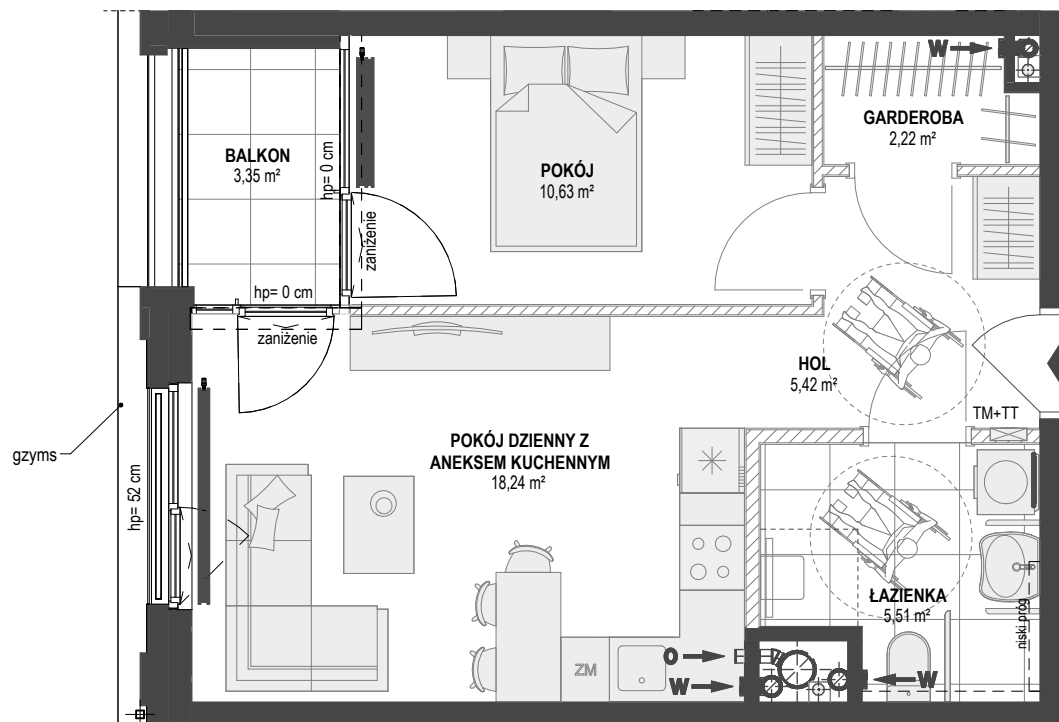 W
GARDEROBA
2,22 m²
BALKON
3,35 m²
hp= 0 cm
POKÓJ
10,63 m²
zaniżenie
hp= 0 cm
zaniżenie
HOL
5,42 m²
TM+TT
gzyms
POKÓJ DZIENNY Z
ANEKSEM KUCHENNYM
18,24 m²
hp= 52 cm
ŁAZIENKA
5,51 m²
niski próg
O
ZM
W
W